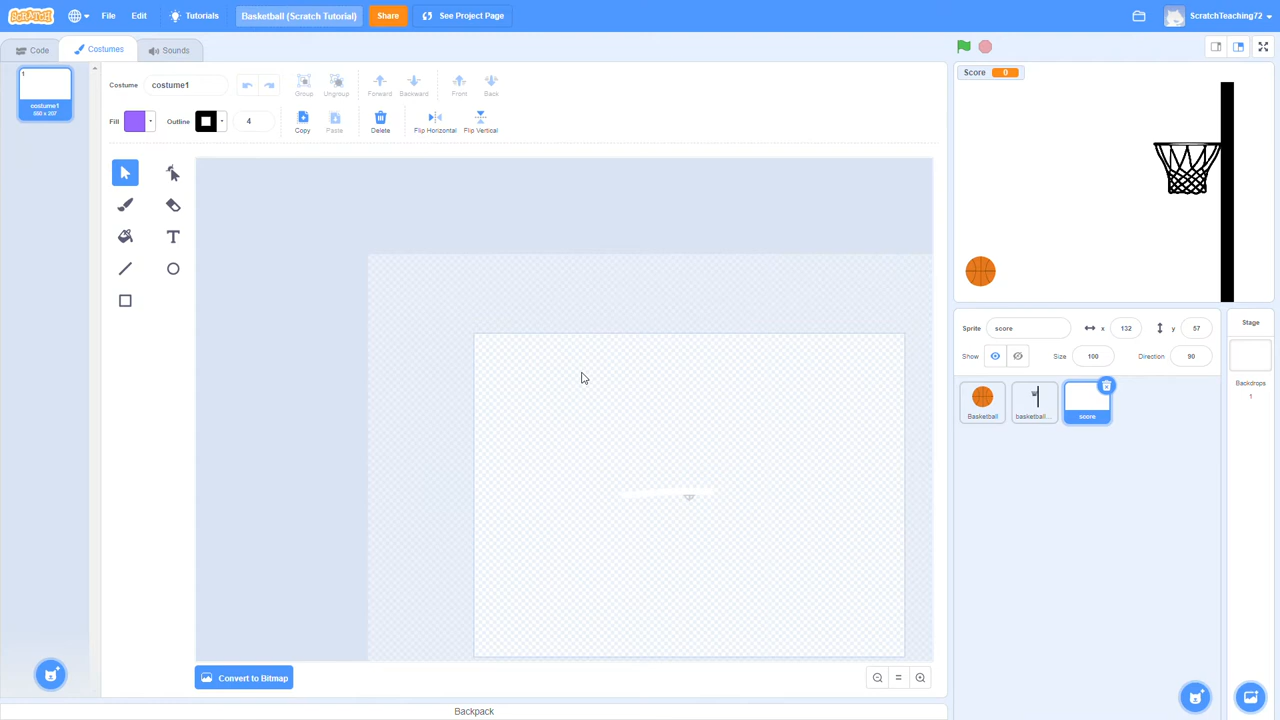 SCRATCH File Edit Tutorials Basketball (Scratch Tutorial) Share See Project Page ScratchTeaching72
Code Costumes Sounds
Score 0
1
costume1
Costume costume1 Group Ungroup Forward Backward Front Back
Fill Outline 4 Copy Paste Delete Flip Horizontal Flip Vertical
Sprite score x 132 y 57
Show Size 100 Direction 90
Basketball basketball... score
Stage
Backdrops
1
Convert to Bitmap
Backpack